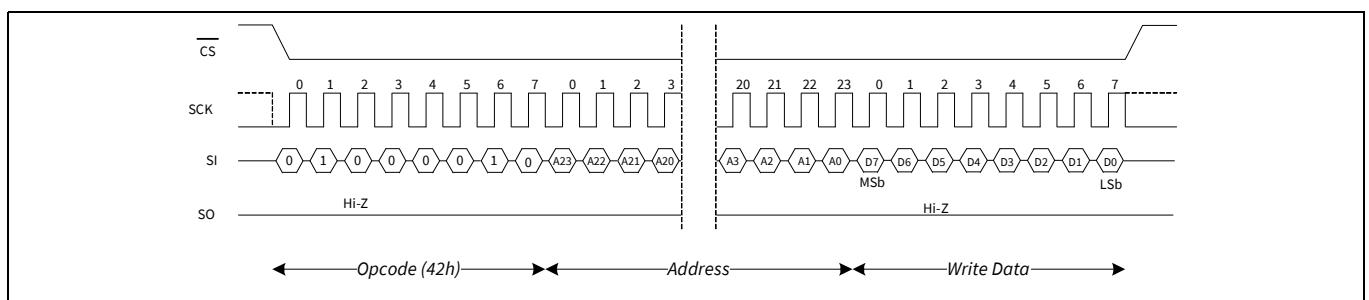 CS
0 1 2 3 4 5 6 7 0 1 2 3 20 21 22 23 0 1 2 3 4 5 6 7
SCK
SI 0 1 0 0 0 0 1 0 A23 A22 A21 A20 A3 A2 A1 A0 D7 D6 D5 D4 D3 D2 D1 D0
MSb LSb
Hi-Z Hi-Z
SO
Opcode (42h) Address Write Data